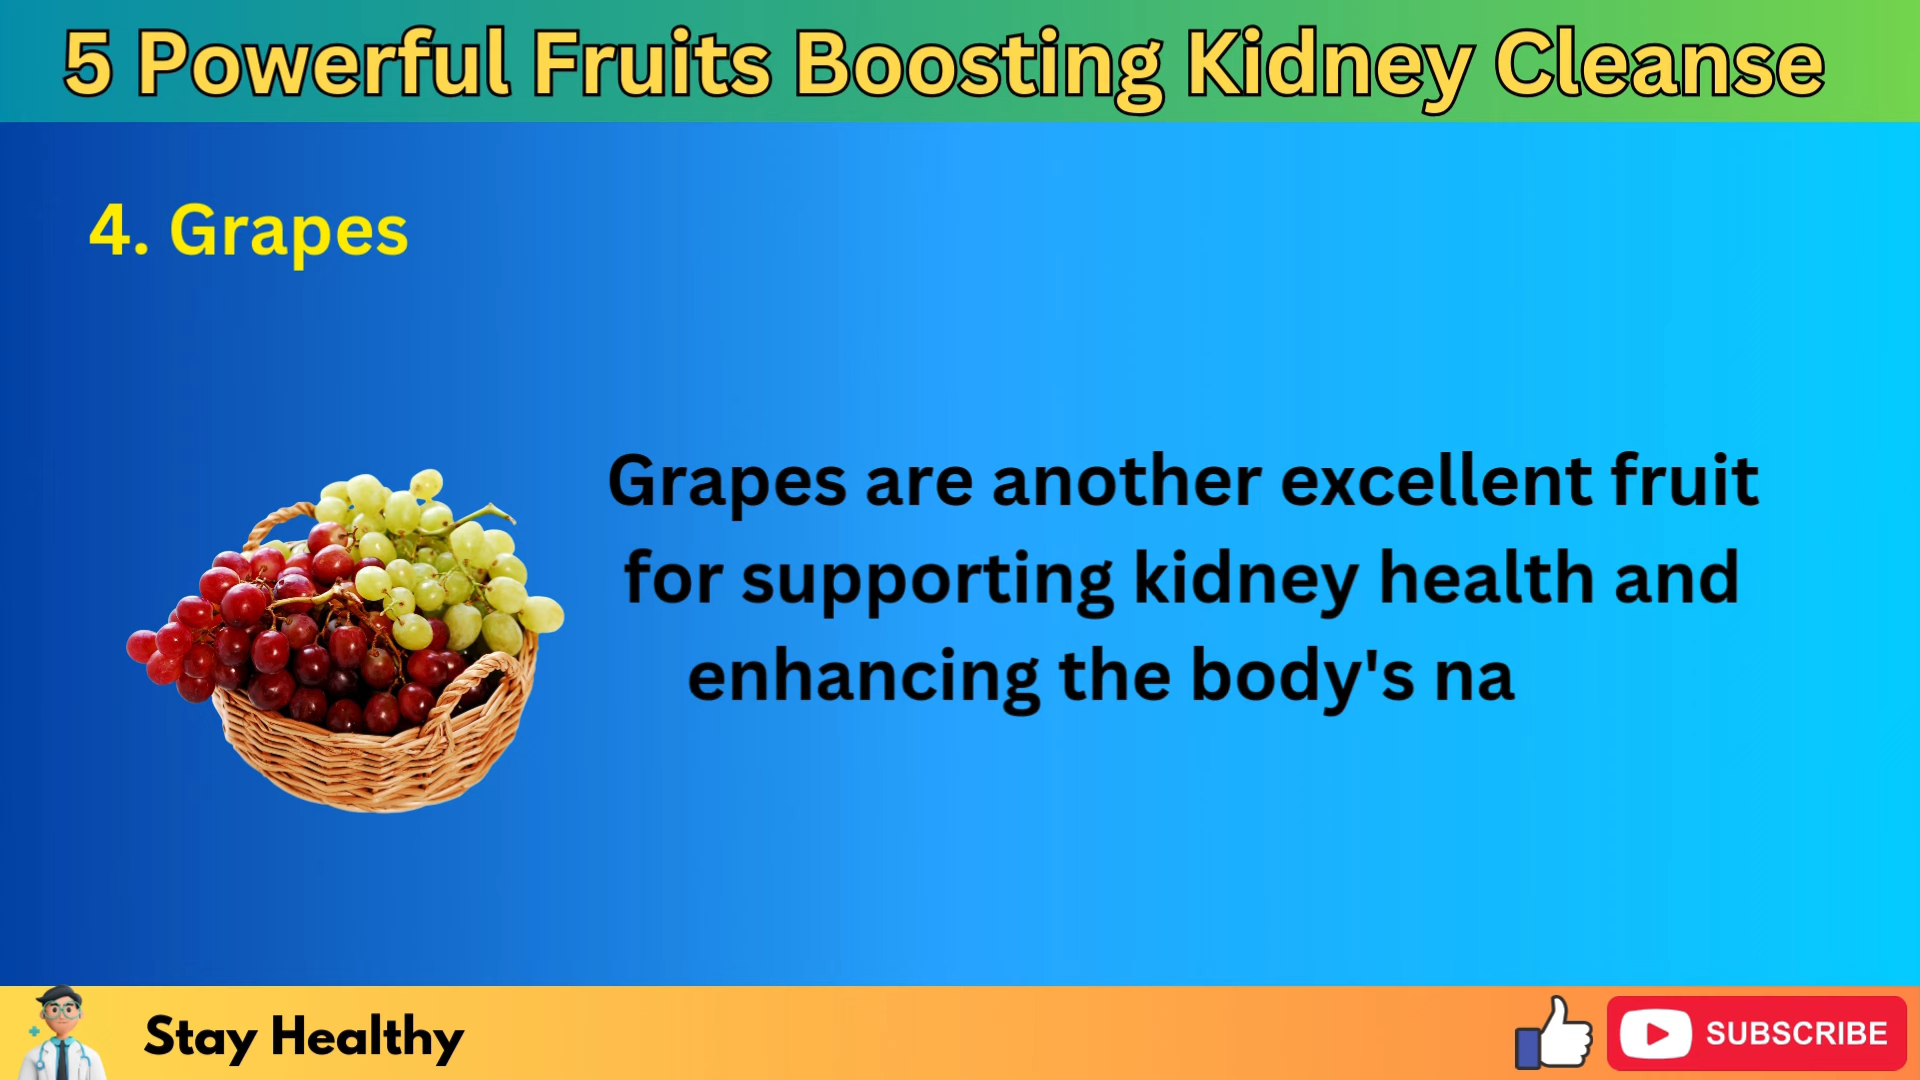 5 Powerful Fruits Boosting Kidney Cleanse
4. Grapes
Grapes are another excellent fruit
for supporting kidney health and
enhancing the body's na
Stay Healthy
SUBSCRIBE